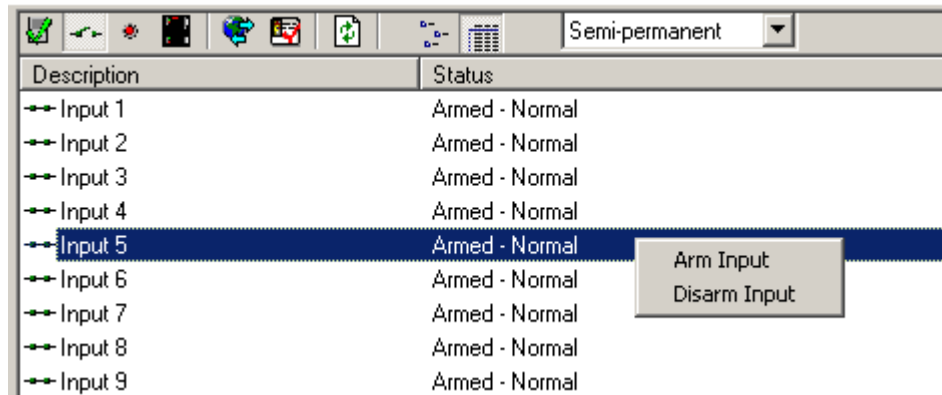 Semi-permanent
Description Status
Input 1 Armed - Normal
Input 2 Armed - Normal
Input 3 Armed - Normal
Input 4 Armed - Normal
Input 5 Armed - Normal
Arm Input
Disarm Input
Input 6 Armed - Normal
Input 7 Armed - Normal
Input 8 Armed - Normal
Input 9 Armed - Normal